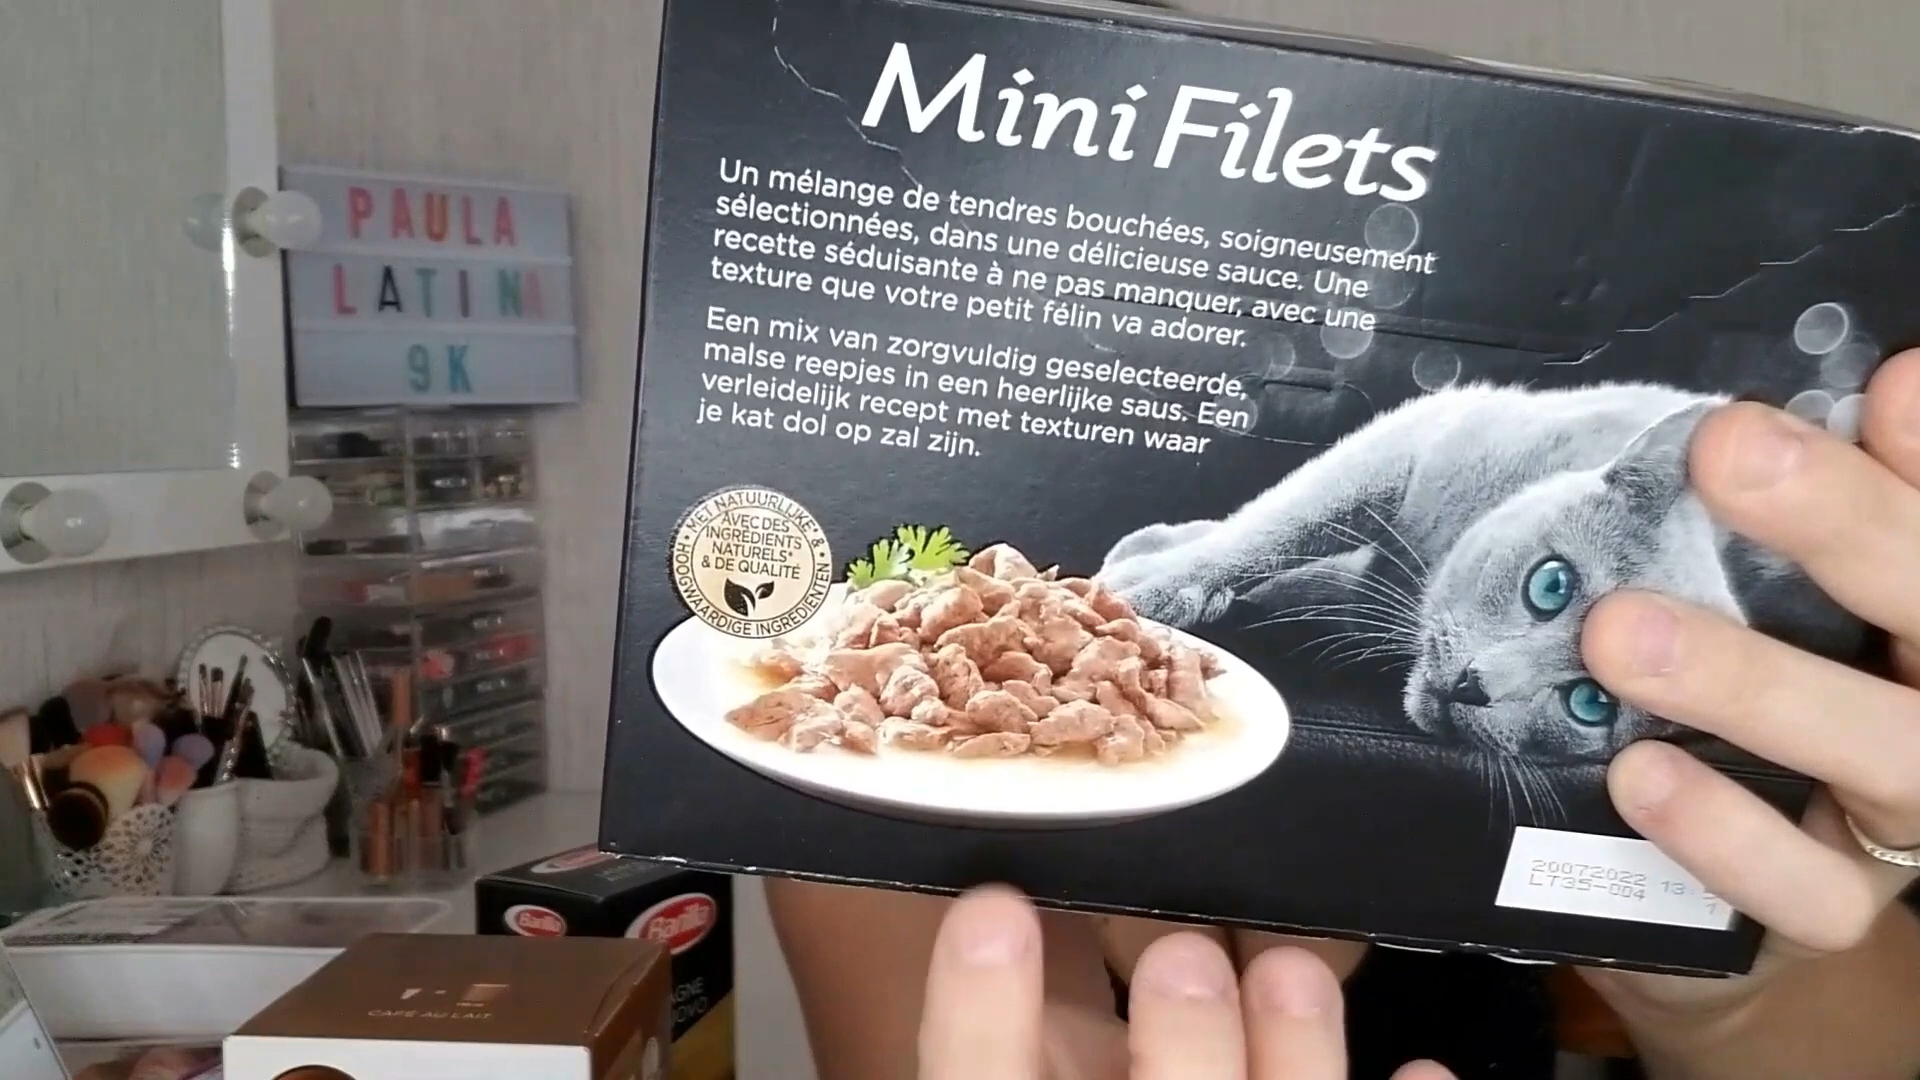 Mini Filets
Un mélange de tendres bouchées, soigneusement
sélectionnées, dans une délicieuse sauce. Une
recette séduisante à ne pas manquer, avec une
texture que votre petit félin va adorer.
Een mix van zorgvuldig geselecteerde,
malse reepjes in een heerlijke saus. Een
verleidelijk recept met texturen waar
je kat dol op zal zijn.
MET NATUURLIJKE* &
HOOGWAARDIGE INGREDIËNTEN
AVEC DES
INGRÉDIENTS
NATURELS*
& DE QUALITÉ
20072022 13
LT35-004 1
PAULA
LATINA
9K
Barilla
Barilla
CAFÉ AU LAIT